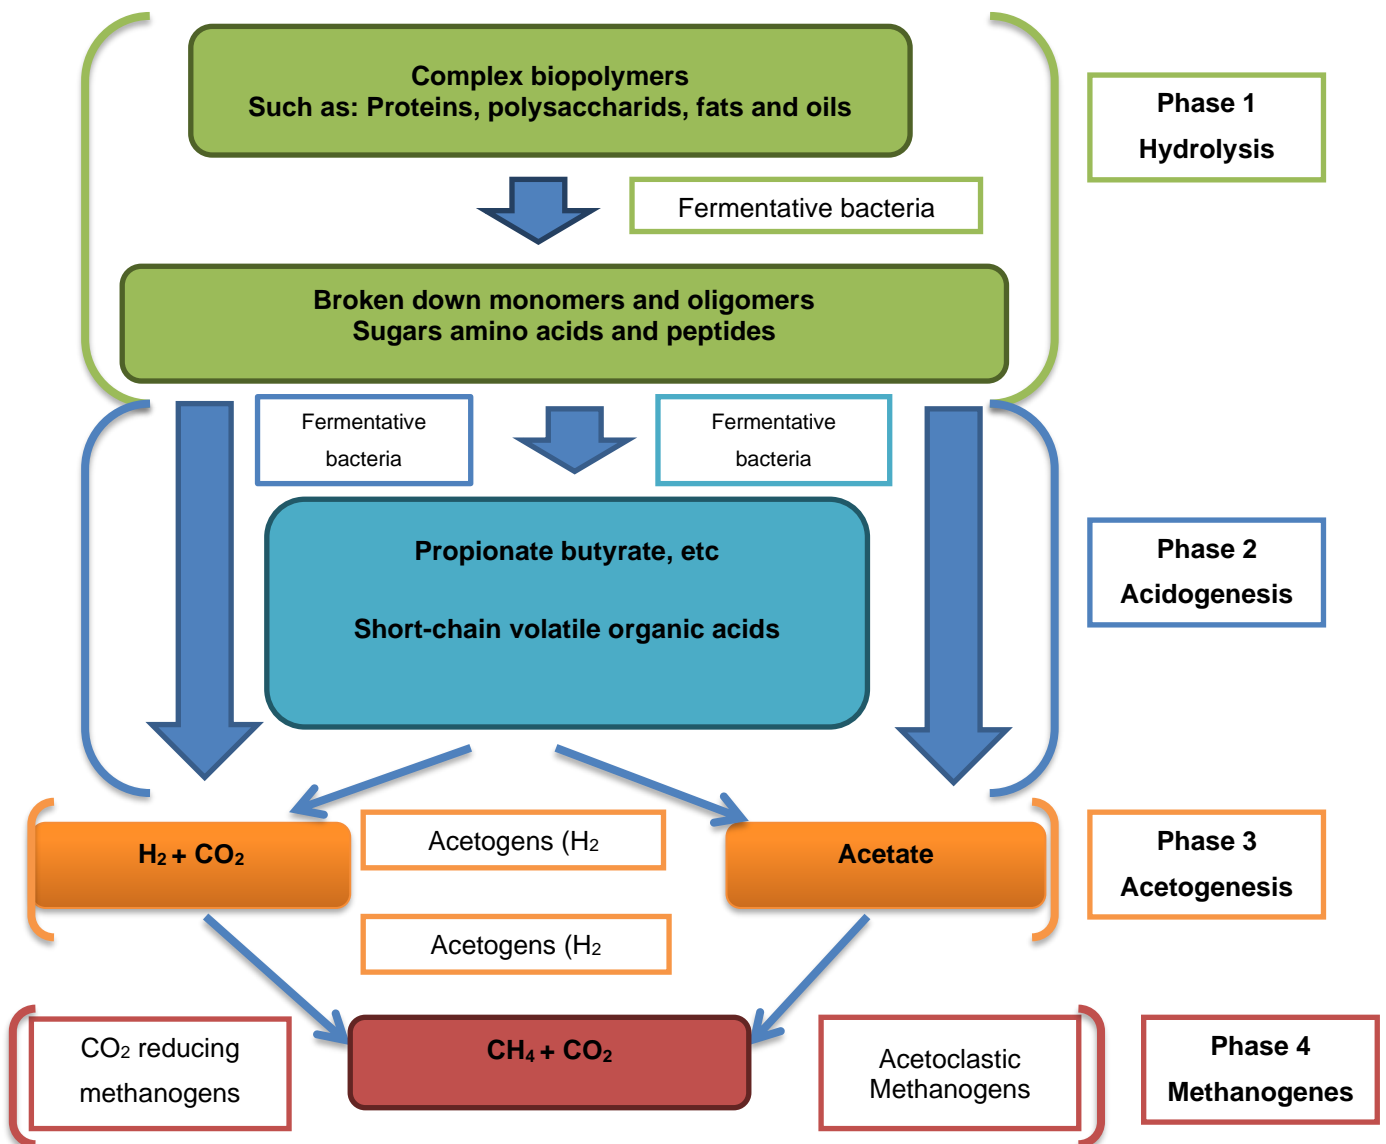 Complex biopolymers
Such as: Proteins, polysaccharids, fats and oils
Phase 1
Hydrolysis
Fermentative bacteria
Broken down monomers and oligomers
Sugars amino acids and peptides
Fermentative
bacteria
Fermentative
bacteria
Propionate butyrate, etc
Short-chain volatile organic acids
Phase 2
Acidogenesis
H₂ + CO₂
Acetogens (H₂
Acetate
Phase 3
Acetogenesis
Acetogens (H₂
CO₂ reducing
methanogens
CH₄ + CO₂
Acetoclastic
Methanogens
Phase 4
Methanogenes